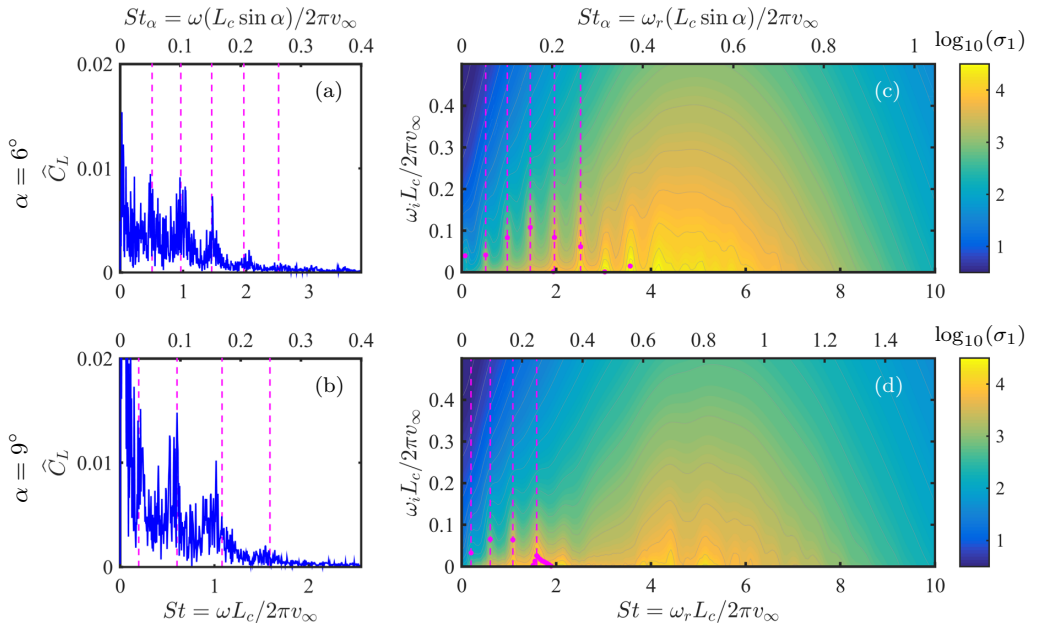 St_α = ω(L_c sin α)/2πv_∞
St_α = ω_r(L_c sin α)/2πv_∞
0 0.1 0.2 0.3 0.4
0 0.2 0.4 0.6 0.8 1
log₁₀(σ₁)
α = 6°
Ĉ_L
0.02
0.01
0
(a)
0 1 2 3
ω_i L_c/2πv_∞
0.4
0.3
0.2
0.1
0
(c)
0 2 4 6 8 10
4
3
2
1
0 0.1 0.2 0.3 0.4
0 0.2 0.4 0.6 0.8 1 1.2 1.4
log₁₀(σ₁)
α = 9°
Ĉ_L
0.02
0.01
0
(b)
0 1 2
St = ωL_c/2πv_∞
ω_i L_c/2πv_∞
0.4
0.3
0.2
0.1
0
(d)
0 2 4 6 8 10
St = ω_r L_c/2πv_∞
4
3
2
1